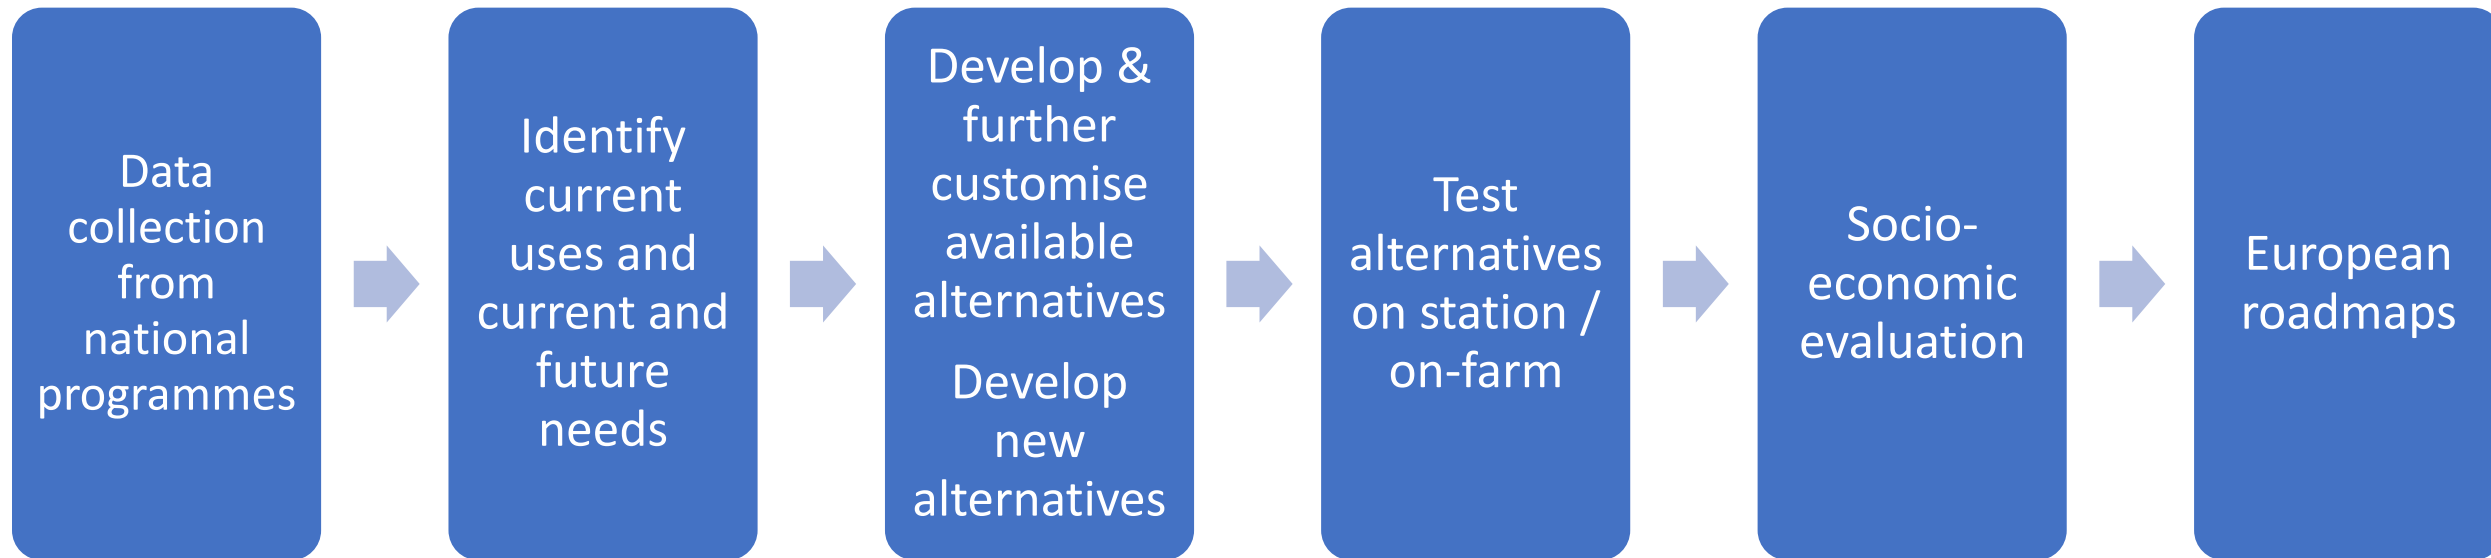 Data
collection
from
national
programmes
Identify
current
uses and
current and
future
needs
Develop &
further
customise
available
alternatives
Develop
new
alternatives
Test
alternatives
on station /
on-farm
Socio-
economic
evaluation
European
roadmaps